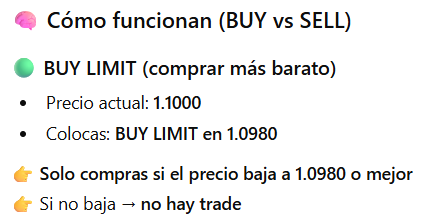 🧠 Cómo funcionan (BUY vs SELL)
🟢 BUY LIMIT (comprar más barato)
• Precio actual: 1.1000
• Colocas: BUY LIMIT en 1.0980
👉 Solo compras si el precio baja a 1.0980 o mejor
👉 Si no baja → no hay trade